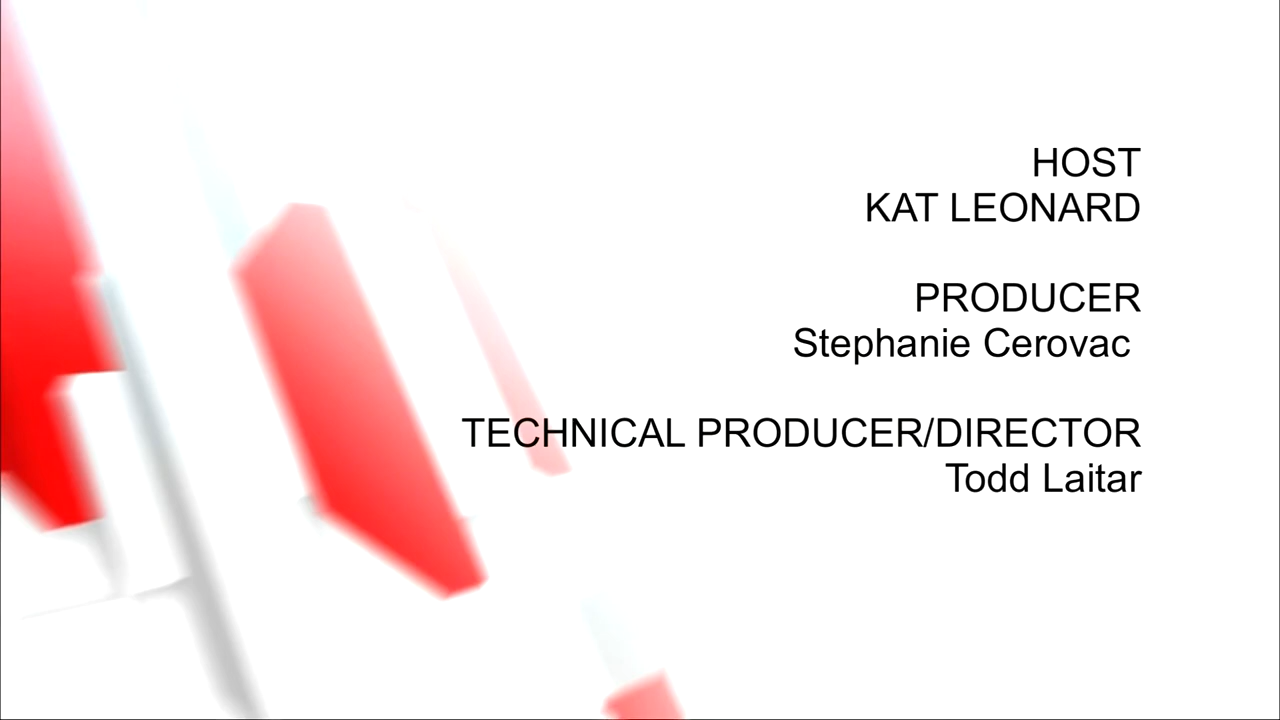 HOST
KAT LEONARD
PRODUCER
Stephanie Cerovac
TECHNICAL PRODUCER/DIRECTOR
Todd Laitar